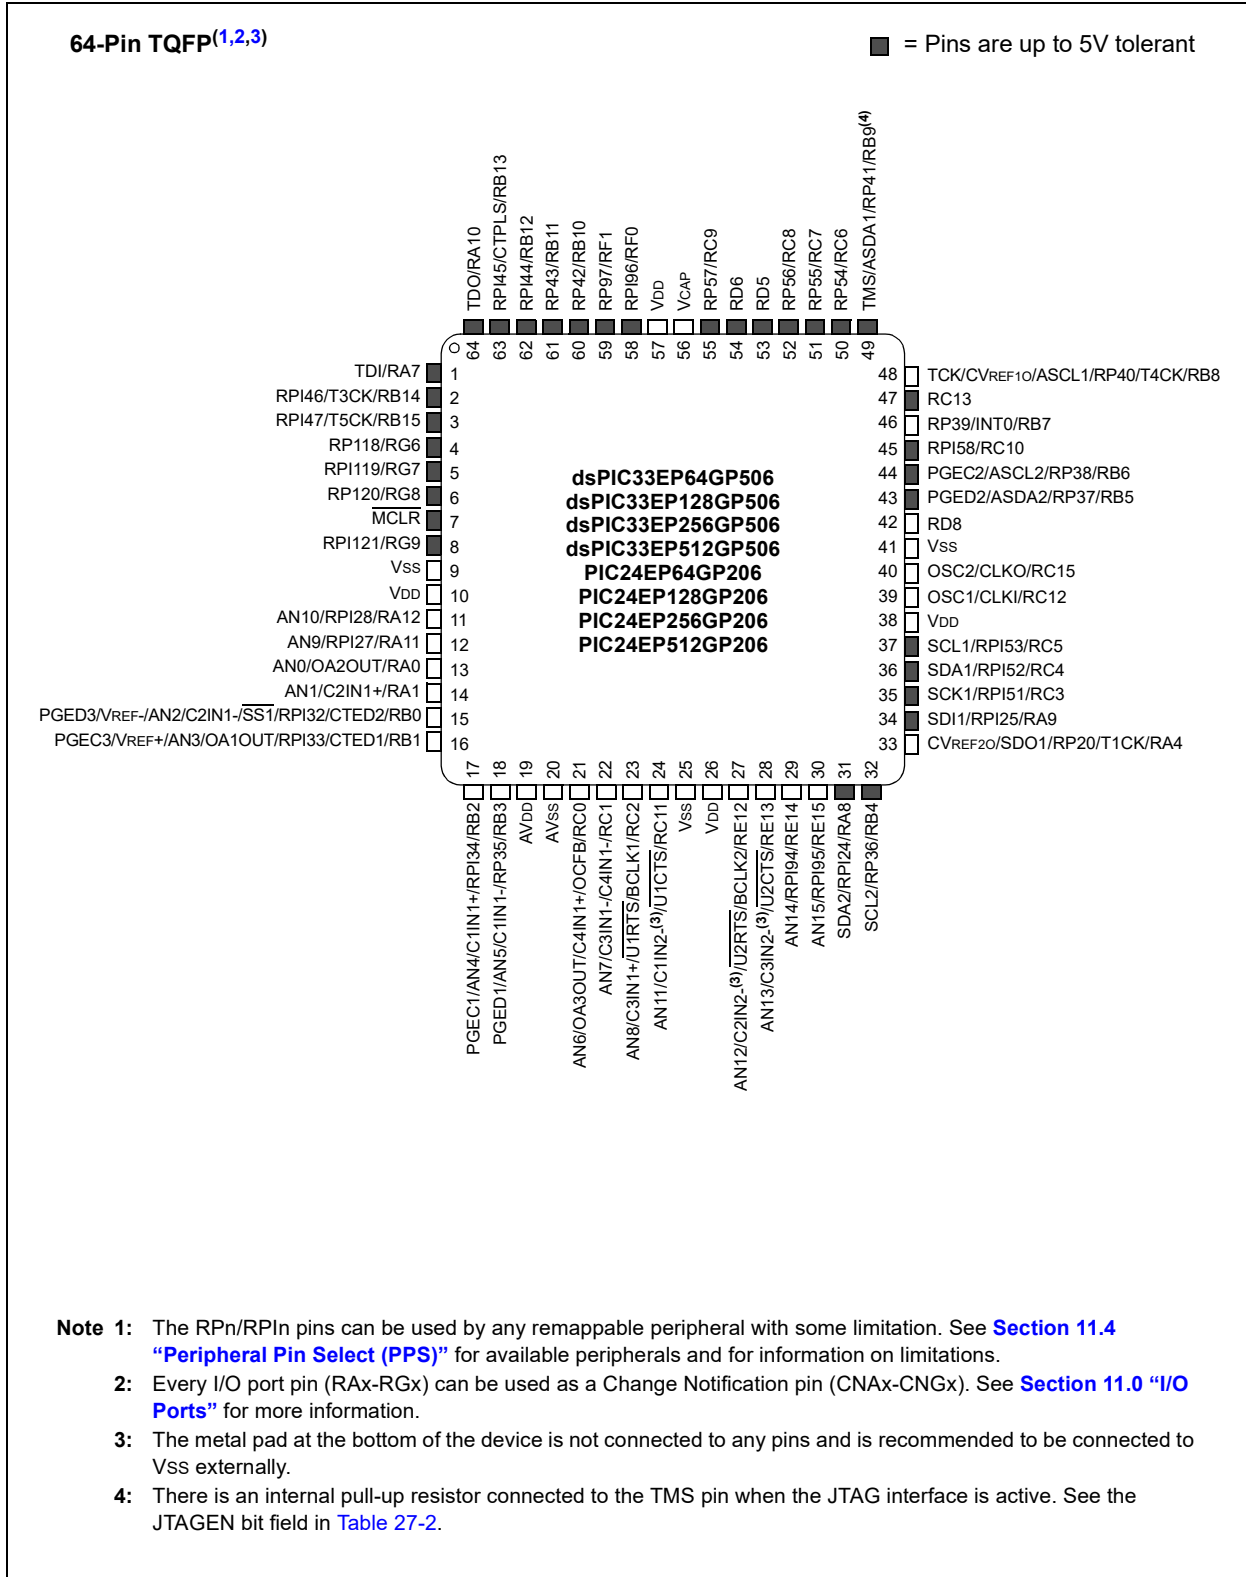 64-Pin TQFP(1,2,3)
= Pins are up to 5V tolerant
TDO/RA10
RPI45/CTPLS/RB13
RPI44/RB12
RP43/RB11
RP42/RB10
RP97/RF1
RPI96/RF0
VDD
VCAP
RP57/RC9
RD6
RD5
RP56/RC8
RP55/RC7
RP54/RC6
TMS/ASDA1/RP41/RB9(4)
64 63 62 61 60 59 58 57 56 55 54 53 52 51 50 49
TDI/RA7 1
RPI46/T3CK/RB14 2
RPI47/T5CK/RB15 3
RP118/RG6 4
RPI119/RG7 5
RP120/RG8 6
MCLR 7
RPI121/RG9 8
VSS 9
VDD 10
AN10/RPI28/RA12 11
AN9/RPI27/RA11 12
AN0/OA2OUT/RA0 13
AN1/C2IN1+/RA1 14
PGED3/VREF-/AN2/C2IN1-/SS1/RPI32/CTED2/RB0 15
PGEC3/VREF+/AN3/OA1OUT/RPI33/CTED1/RB1 16
dsPIC33EP64GP506
dsPIC33EP128GP506
dsPIC33EP256GP506
dsPIC33EP512GP506
PIC24EP64GP206
PIC24EP128GP206
PIC24EP256GP206
PIC24EP512GP206
48 TCK/CVREF1O/ASCL1/RP40/T4CK/RB8
47 RC13
46 RP39/INT0/RB7
45 RPI58/RC10
44 PGEC2/ASCL2/RP38/RB6
43 PGED2/ASDA2/RP37/RB5
42 RD8
41 VSS
40 OSC2/CLKO/RC15
39 OSC1/CLKI/RC12
38 VDD
37 SCL1/RPI53/RC5
36 SDA1/RPI52/RC4
35 SCK1/RPI51/RC3
34 SDI1/RPI25/RA9
33 CVREF2O/SDO1/RP20/T1CK/RA4
17 18 19 20 21 22 23 24 25 26 27 28 29 30 31 32
PGEC1/AN4/C1IN1+/RPI34/RB2
PGED1/AN5/C1IN1-/RP35/RB3
AVDD
AVSS
AN6/OA3OUT/C4IN1+/OCFB/RC0
AN7/C3IN1-/C4IN1-/RC1
AN8/C3IN1+/U1RTS/BCLK1/RC2
AN11/C1IN2-(3)/U1CTS/RC11
VSS
VDD
AN12/C2IN2-(3)/U2RTS/BCLK2/RE12
AN13/C3IN2-(3)/U2CTS/RE13
AN14/RPI94/RE14
AN15/RPI95/RE15
SDA2/RPI24/RA8
SCL2/RP36/RB4
Note 1: The RPn/RPIn pins can be used by any remappable peripheral with some limitation. See Section 11.4
“Peripheral Pin Select (PPS)” for available peripherals and for information on limitations.
2: Every I/O port pin (RAx-RGx) can be used as a Change Notification pin (CNAx-CNGx). See Section 11.0 “I/O
Ports” for more information.
3: The metal pad at the bottom of the device is not connected to any pins and is recommended to be connected to
VSS externally.
4: There is an internal pull-up resistor connected to the TMS pin when the JTAG interface is active. See the
JTAGEN bit field in Table 27-2.